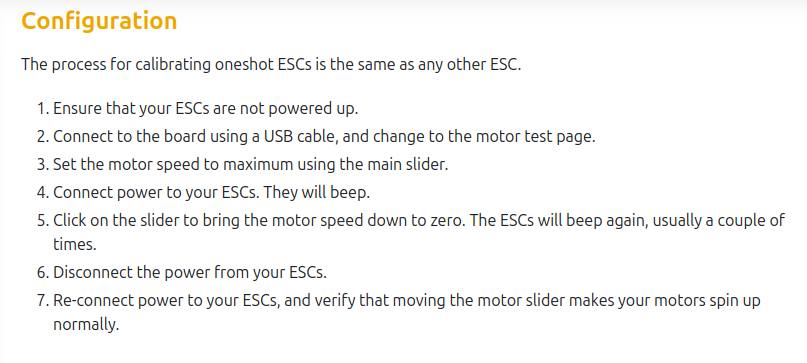 Configuration
The process for calibrating oneshot ESCs is the same as any other ESC.
1. Ensure that your ESCs are not powered up.
2. Connect to the board using a USB cable, and change to the motor test page.
3. Set the motor speed to maximum using the main slider.
4. Connect power to your ESCs. They will beep.
5. Click on the slider to bring the motor speed down to zero. The ESCs will beep again, usually a couple of
times.
6. Disconnect the power from your ESCs.
7. Re-connect power to your ESCs, and verify that moving the motor slider makes your motors spin up
normally.